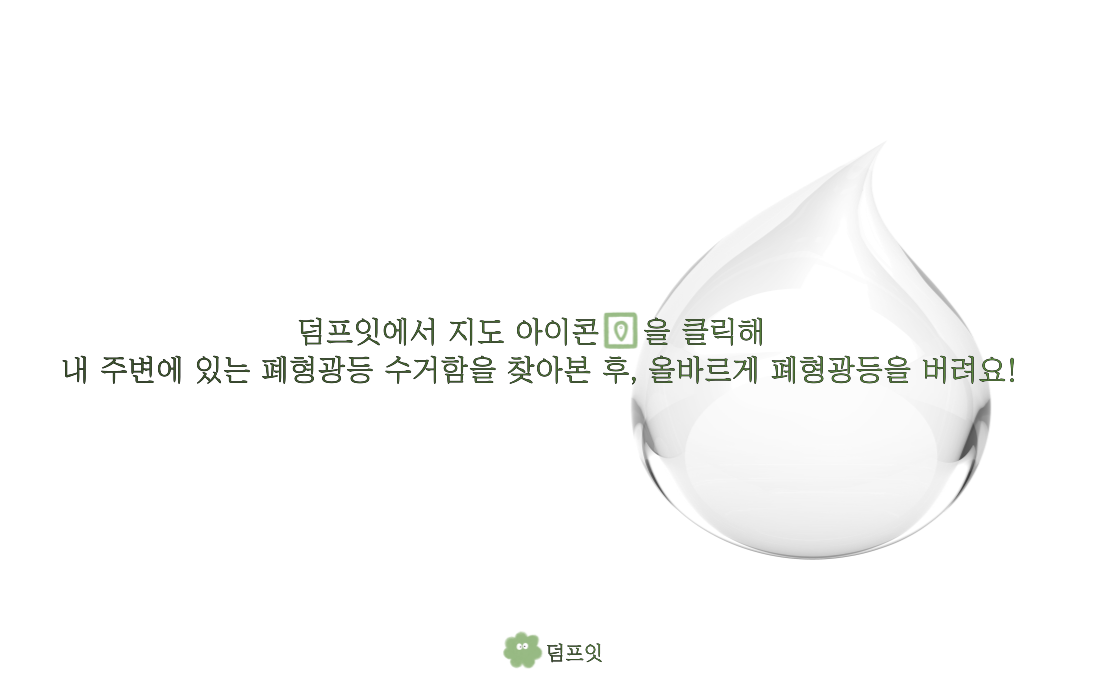 덤프잇에서 지도 아이콘 을 클릭해
내 주변에 있는 폐형광등 수거함을 찾아본 후, 올바르게 폐형광등을 버려요!
덤프잇